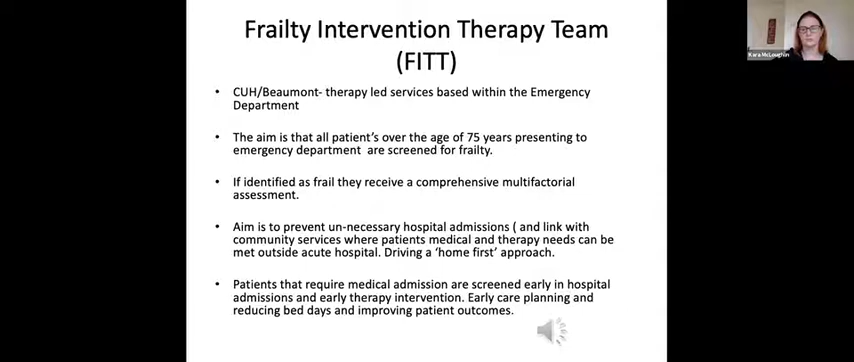 Frailty Intervention Therapy Team
(FITT)
• CUH/Beaumont- therapy led services based within the Emergency
Department
• The aim is that all patient's over the age of 75 years presenting to
emergency department are screened for frailty.
• If identified as frail they receive a comprehensive multifactorial
assessment.
• Aim is to prevent un-necessary hospital admissions ( and link with
community services where patients medical and therapy needs can be
met outside acute hospital. Driving a 'home first' approach.
• Patients that require medical admission are screened early in hospital
admissions and early therapy intervention. Early care planning and
reducing bed days and improving patient outcomes.
Kara McLoughlin